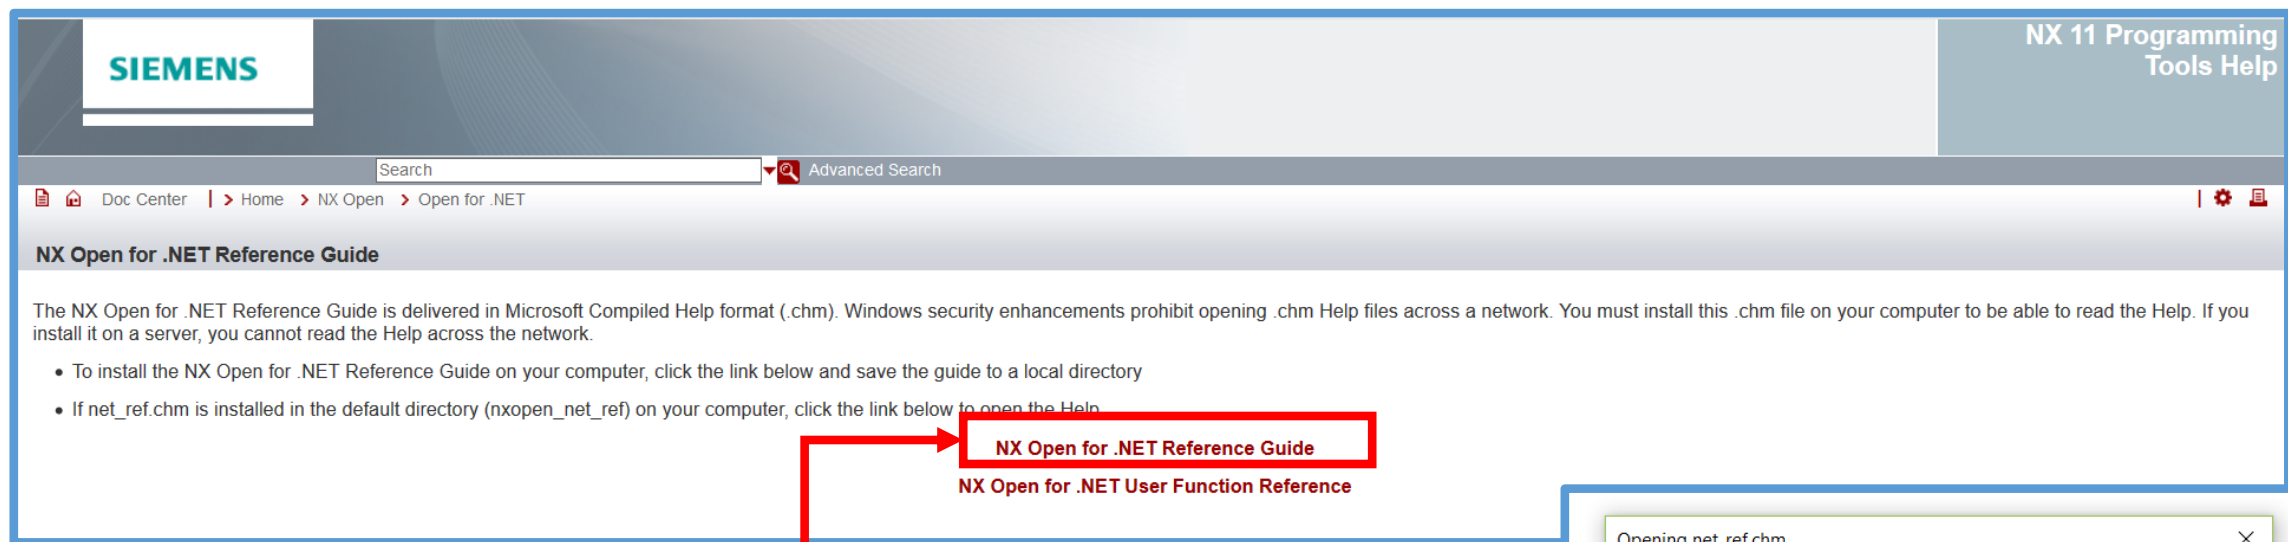 SIEMENS
NX 11 Programming
Tools Help
Search
Advanced Search
Doc Center | > Home > NX Open > Open for .NET
NX Open for .NET Reference Guide
The NX Open for .NET Reference Guide is delivered in Microsoft Compiled Help format (.chm). Windows security enhancements prohibit opening .chm Help files across a network. You must install this .chm file on your computer to be able to read the Help. If you
install it on a server, you cannot read the Help across the network.
• To install the NX Open for .NET Reference Guide on your computer, click the link below and save the guide to a local directory
• If net_ref.chm is installed in the default directory (nxopen_net_ref) on your computer, click the link below to open the Help
NX Open for .NET Reference Guide
NX Open for .NET User Function Reference
Opening net_ref.chm